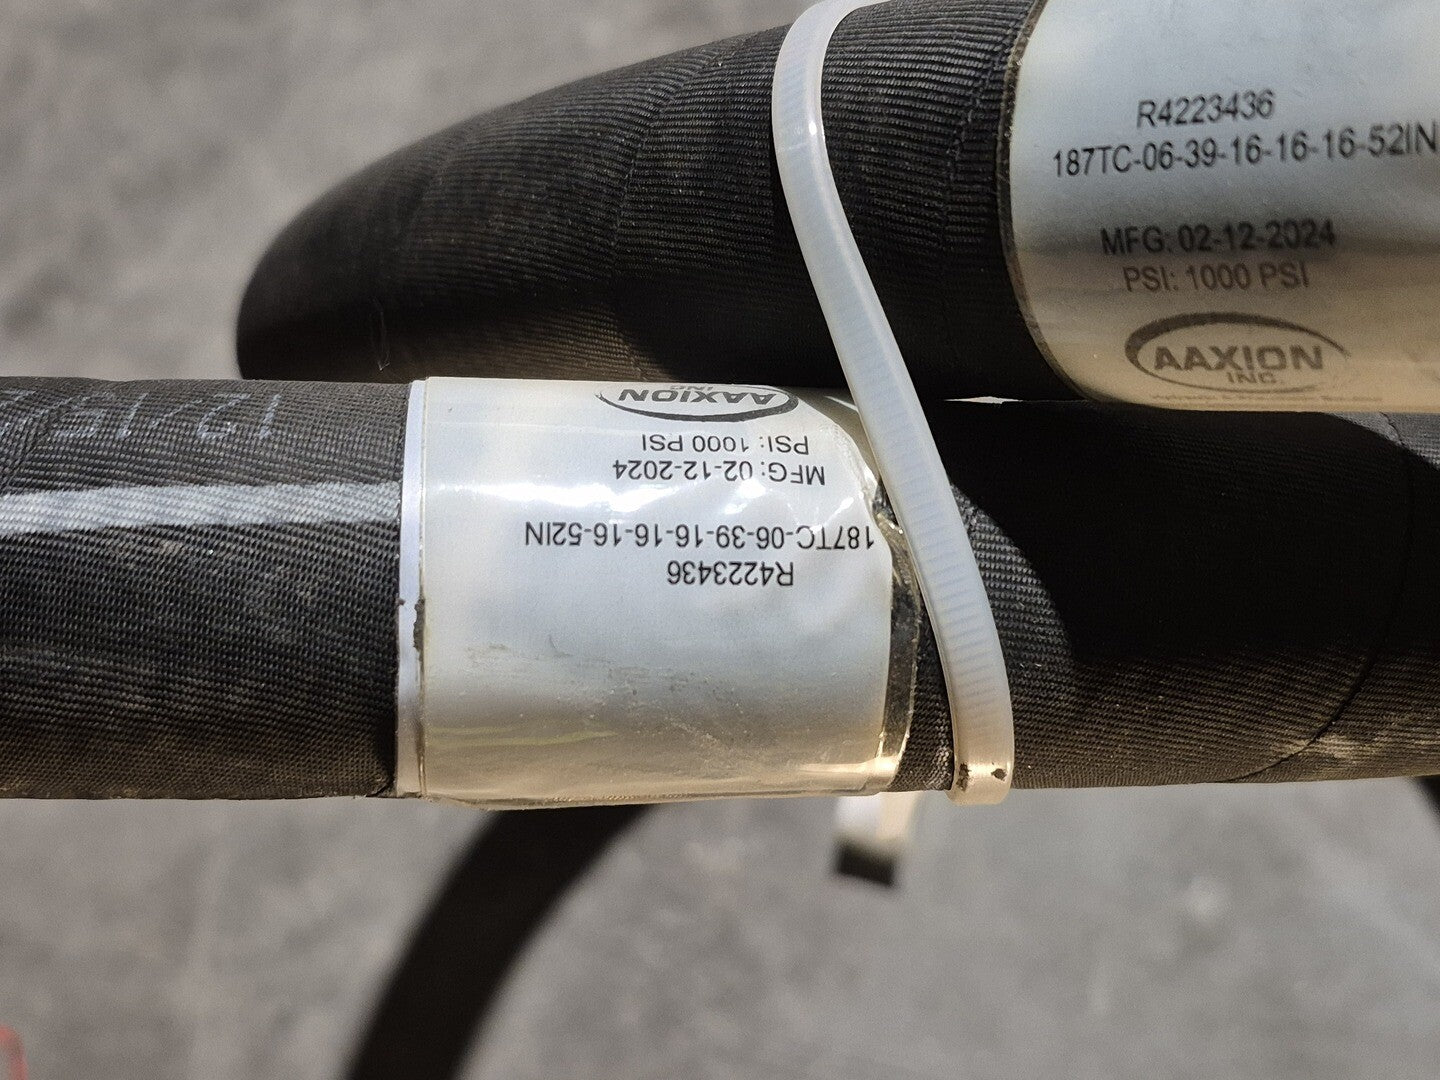 R4223436
187TC-06-39-16-16-16-52IN
MFG: 02-12-2024
PSI: 1000 PSI
AAXION
INC.
R4223436
187TC-06-39-16-16-16-52IN
MFG: 02-12-2024
PSI: 1000 PSI
AAXION
INC.